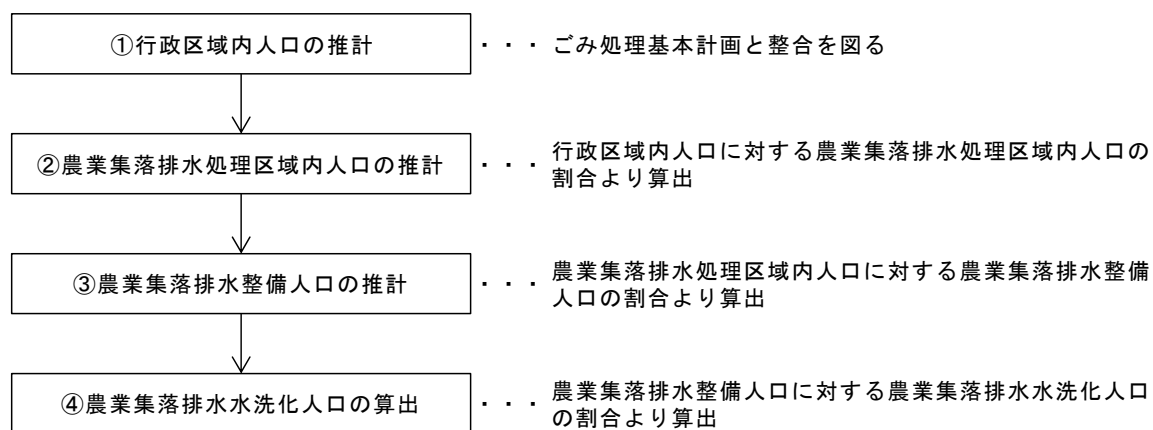 ①行政区域内人口の推計 ・・・ ごみ処理基本計画と整合を図る
②農業集落排水処理区域内人口の推計 ・・・ 行政区域内人口に対する農業集落排水処理区域内人口の
割合より算出
③農業集落排水整備人口の推計 ・・・ 農業集落排水処理区域内人口に対する農業集落排水整備
人口の割合より算出
④農業集落排水水洗化人口の算出 ・・・ 農業集落排水整備人口に対する農業集落排水水洗化人口
の割合より算出